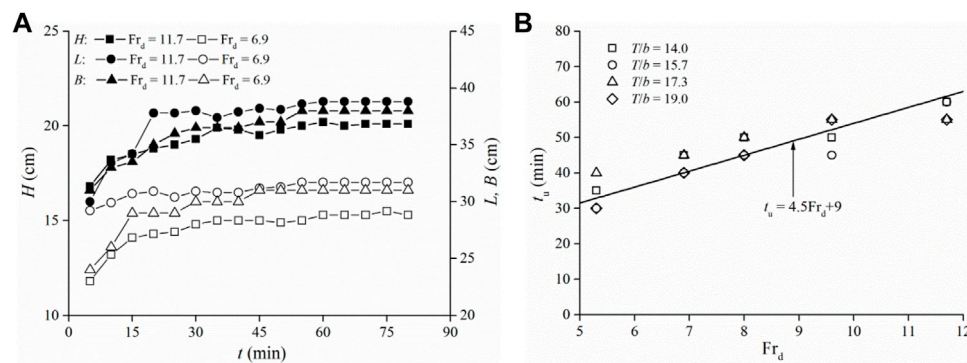 A
H: Fr_d = 11.7 Fr_d = 6.9
L: Fr_d = 11.7 Fr_d = 6.9
B: Fr_d = 11.7 Fr_d = 6.9
25
20
15
10
H (cm)
45
40
35
30
25
20
L, B (cm)
0 15 30 45 60 75 90
t (min)
B
T/b = 14.0
T/b = 15.7
T/b = 17.3
T/b = 19.0
80
70
60
50
40
30
20
10
0
t_u (min)
t_u = 4.5Fr_d+9
5 6 7 8 9 10 11 12
Fr_d